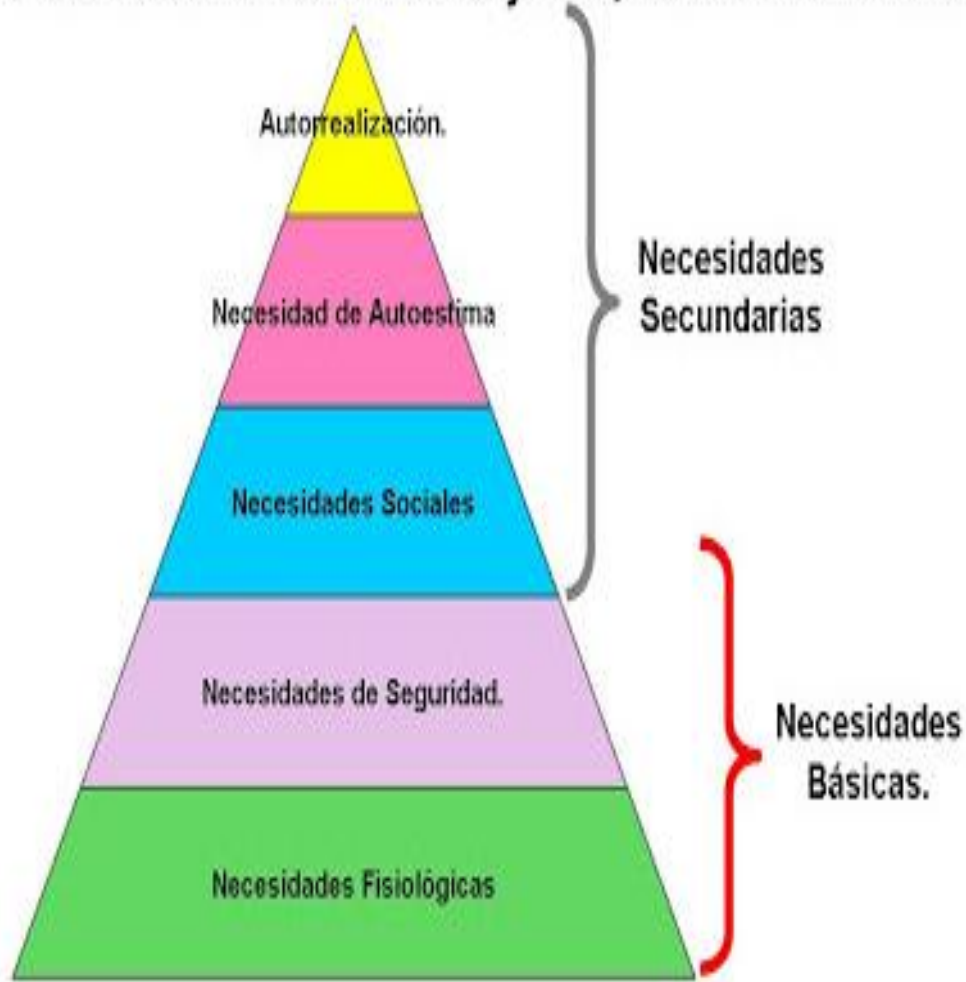 Autorrealización.
Necesidades
Secundarias
Necesidad de Autoestima
Necesidades Sociales
Necesidades de Seguridad.
Necesidades
Básicas.
Necesidades Fisiológicas